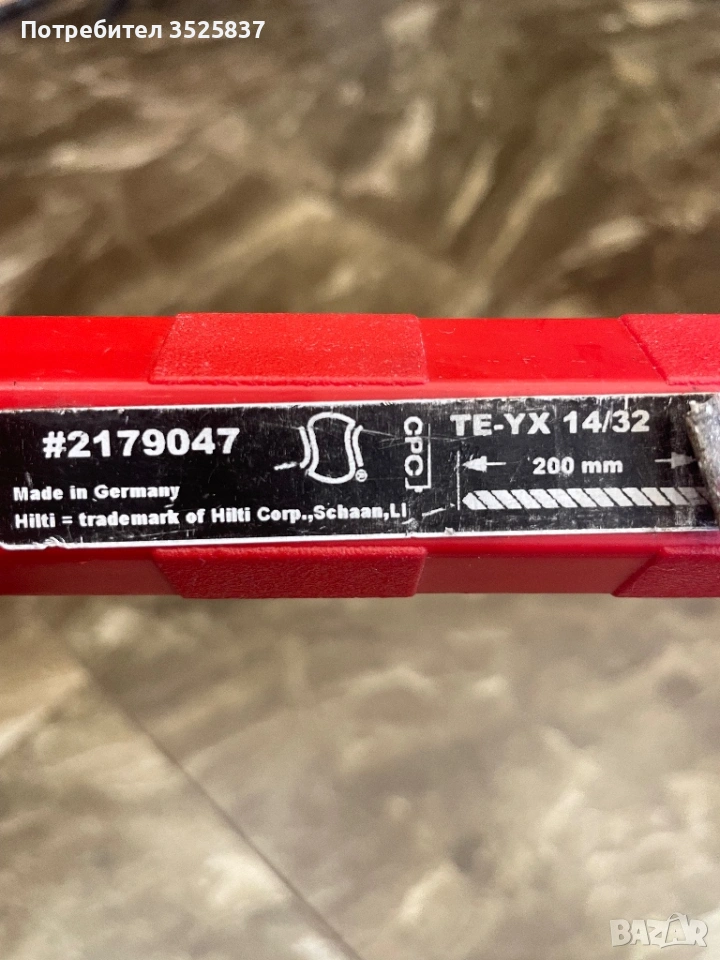 Потребител 3525837
#2179047
CPC
TE-YX 14/32
200 mm
Made in Germany
Hilti = trademark of Hilti Corp.,Schaan,LI
BAZAR